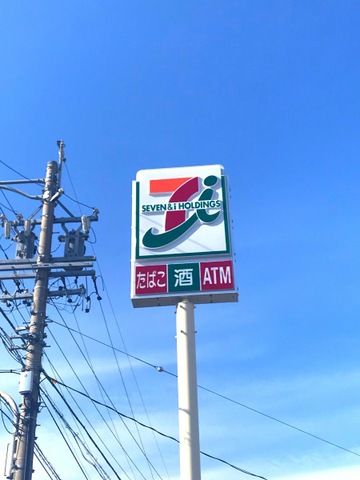 SEVEN&i HOLDINGS
たばこ 酒 ATM